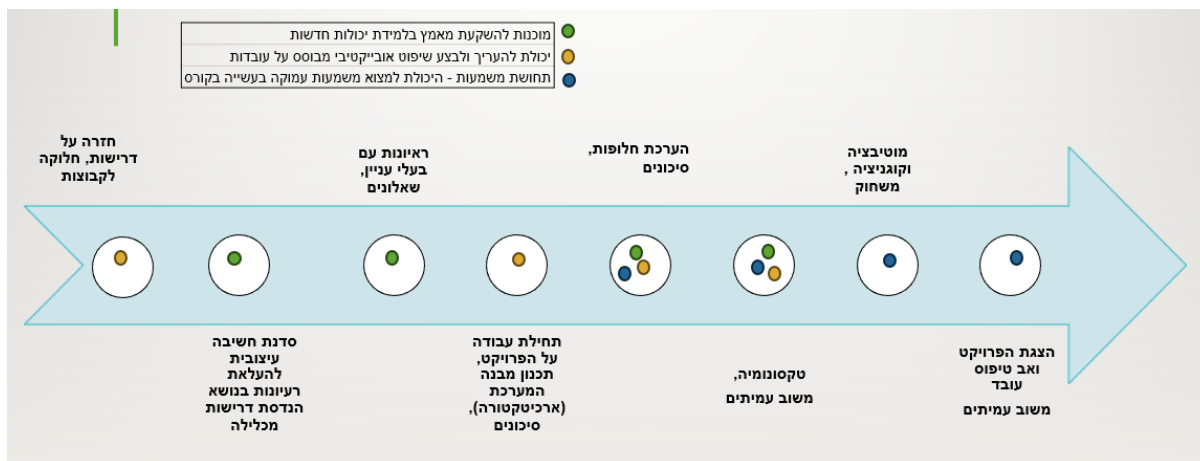 מוכנות להשקעת מאמץ בלמידת יכולות חדשות
יכולת להעריך ולבצע שיפוט אובייקטיבי מבוסס על עובדות
תחושת משמעות - היכולת למצוא משמעות עמוקה בעשייה בקורס
חזרה על
דרישות, חלוקה
לקבוצות
ראיונות עם
בעלי עניין,
שאלונים
הערכת חלופות,
סיכונים
מוטיבציה
וקוגניציה ,
משחוק
סדנת חשיבה
עיצובית
להעלאת
רעיונות בנושא
הנדסת דרישות
מכלילה
תחילת עבודה
על הפרויקט,
תכנון מבנה
המערכת
(ארכיטקטורה),
סיכונים
טקסונומיה,
משוב עמיתים
הצגת הפרויקט
ואב טיפוס
עובד
משוב עמיתים